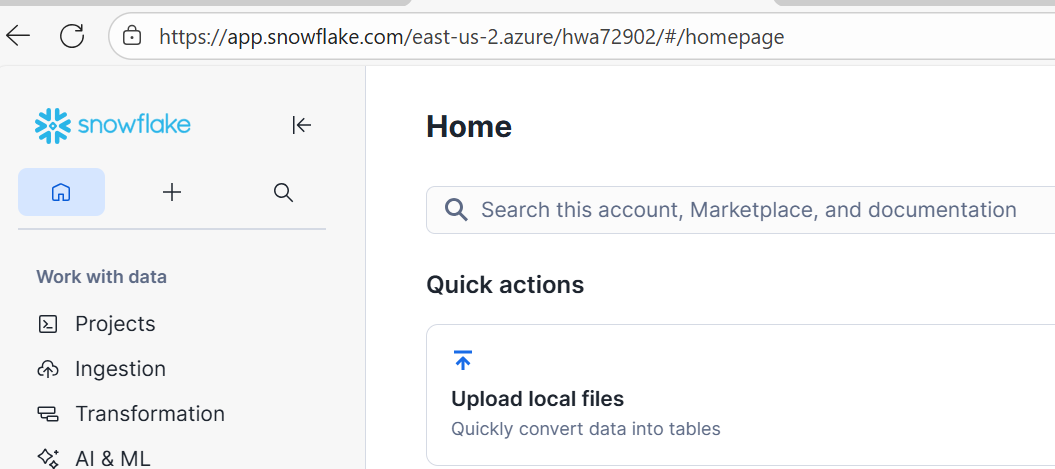 https://app.snowflake.com/east-us-2.azure/hwa72902/#/homepage
snowflake
Home
Search this account, Marketplace, and documentation
Work with data
Projects
Ingestion
Transformation
AI & ML
Quick actions
Upload local files
Quickly convert data into tables